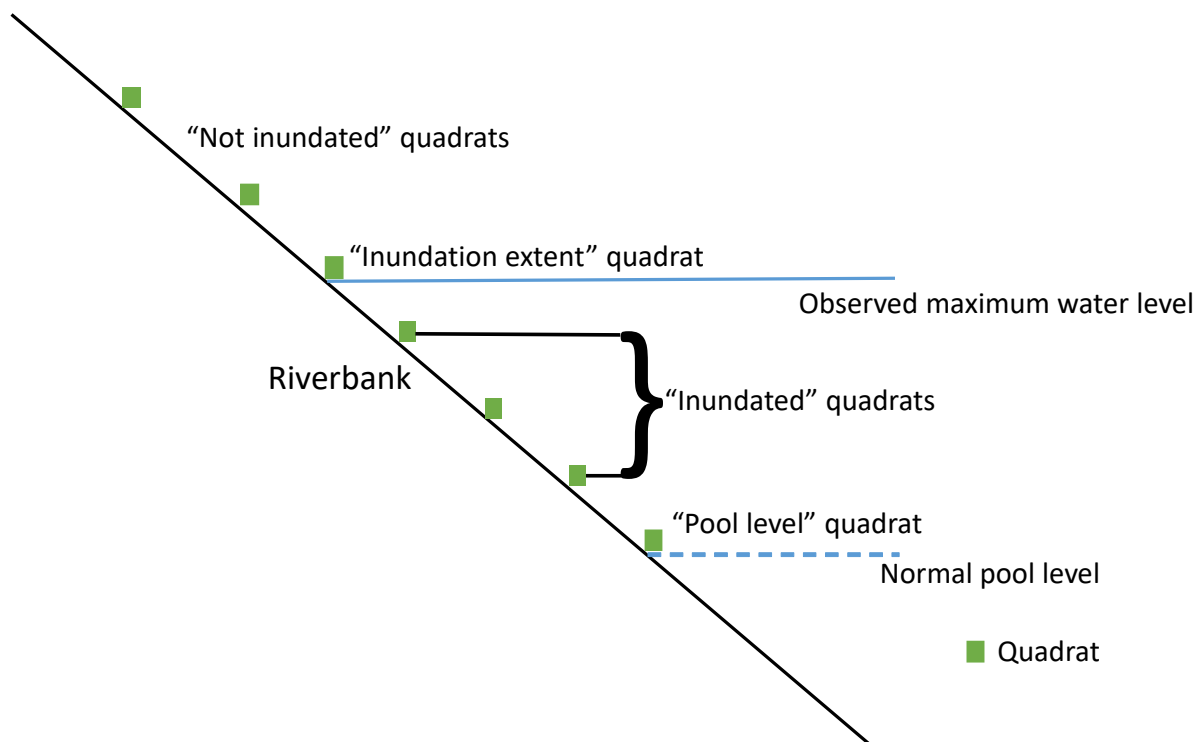 “Not inundated” quadrats
“Inundation extent” quadrat
Observed maximum water level
Riverbank
“Inundated” quadrats
“Pool level” quadrat
Normal pool level
Quadrat